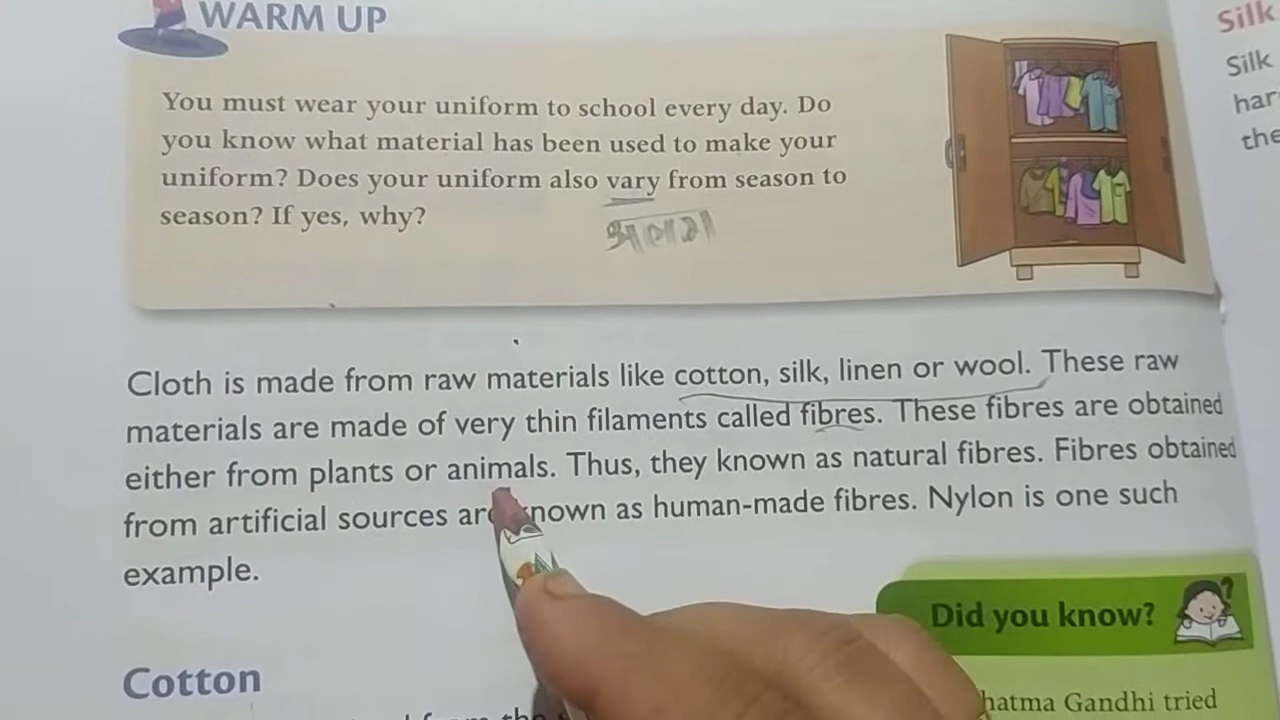 WARM UP
You must wear your uniform to school every day. Do
you know what material has been used to make your
uniform? Does your uniform also vary from season to
season? If yes, why?
Cloth is made from raw materials like cotton, silk, linen or wool. These raw
materials are made of very thin filaments called fibres. These fibres are obtained
either from plants or animals. Thus, they known as natural fibres. Fibres obtained
from artificial sources are known as human-made fibres. Nylon is one such
example.
Did you know?
Cotton
hatma Gandhi tried
Silk
Silk
har
the